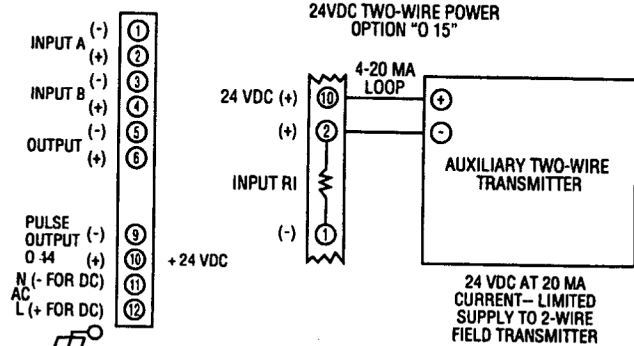 24VDC TWO-WIRE POWER
OPTION "O 15"
INPUT A
(-) 1
(+) 2
INPUT B
(-) 3
(+) 4
OUTPUT
(-) 5
(+) 6
PULSE
OUTPUT (-) 9
O 14 (+) 10 + 24 VDC
N (- FOR DC) 11
AC
L (+ FOR DC) 12
4-20 MA
LOOP
24 VDC (+) 10 +
(+) 2 -
INPUT RI
(-) 1
AUXILIARY TWO-WIRE
TRANSMITTER
24 VDC AT 20 MA
CURRENT– LIMITED
SUPPLY TO 2-WIRE
FIELD TRANSMITTER